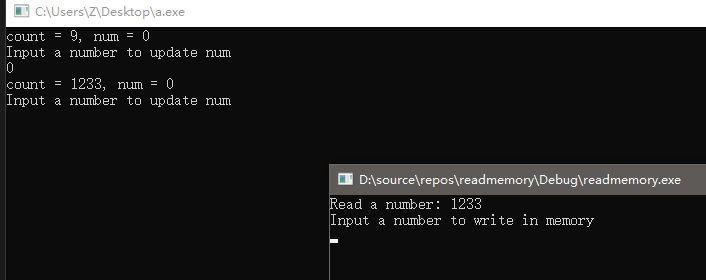 C:\Users\Z\Desktop\a.exe
count = 9, num = 0
Input a number to update num
0
count = 1233, num = 0
Input a number to update num
D:\source\repos\readmemory\Debug\readmemory.exe
Read a number: 1233
Input a number to write in memory